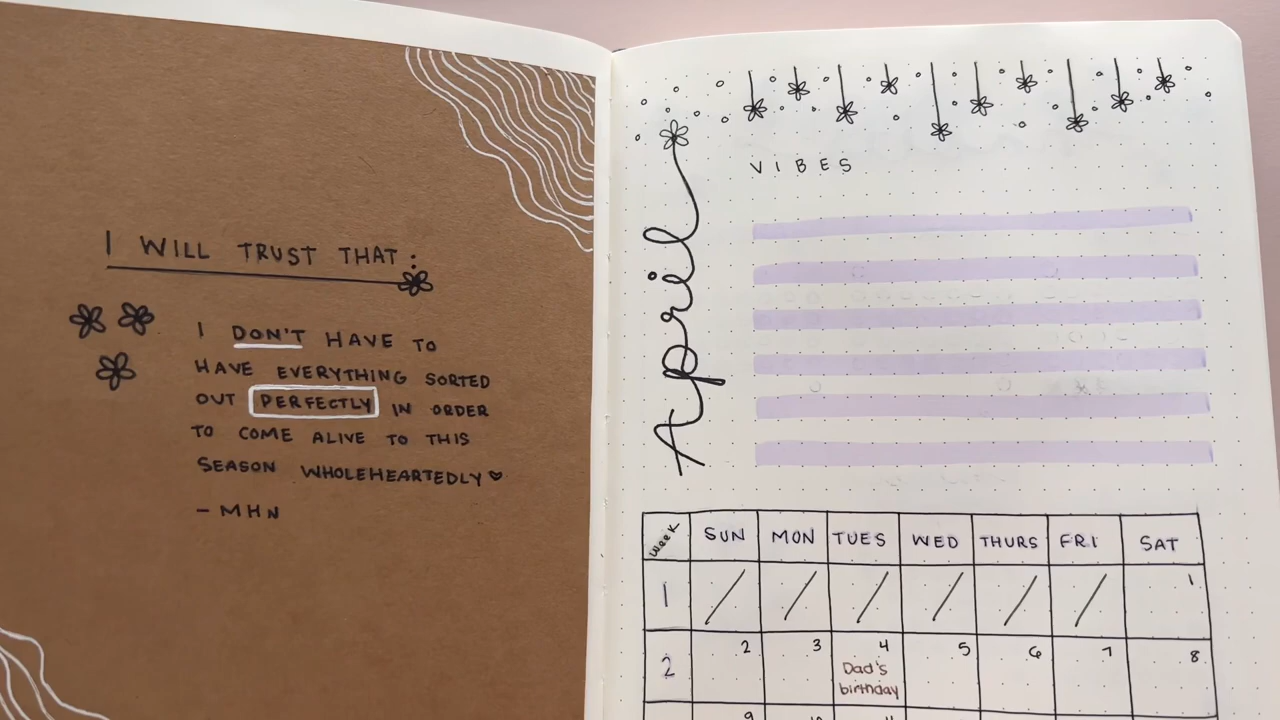 I WILL TRUST THAT:
I DON'T HAVE TO
HAVE EVERYTHING SORTED
OUT PERFECTLY IN ORDER
TO COME ALIVE TO THIS
SEASON WHOLEHEARTEDLY
- MHN
April
VIBES
Week SUN MON TUES WED THURS FRI SAT
1 1
2 2 3 4 5 6 7 8
Dad's
birthday